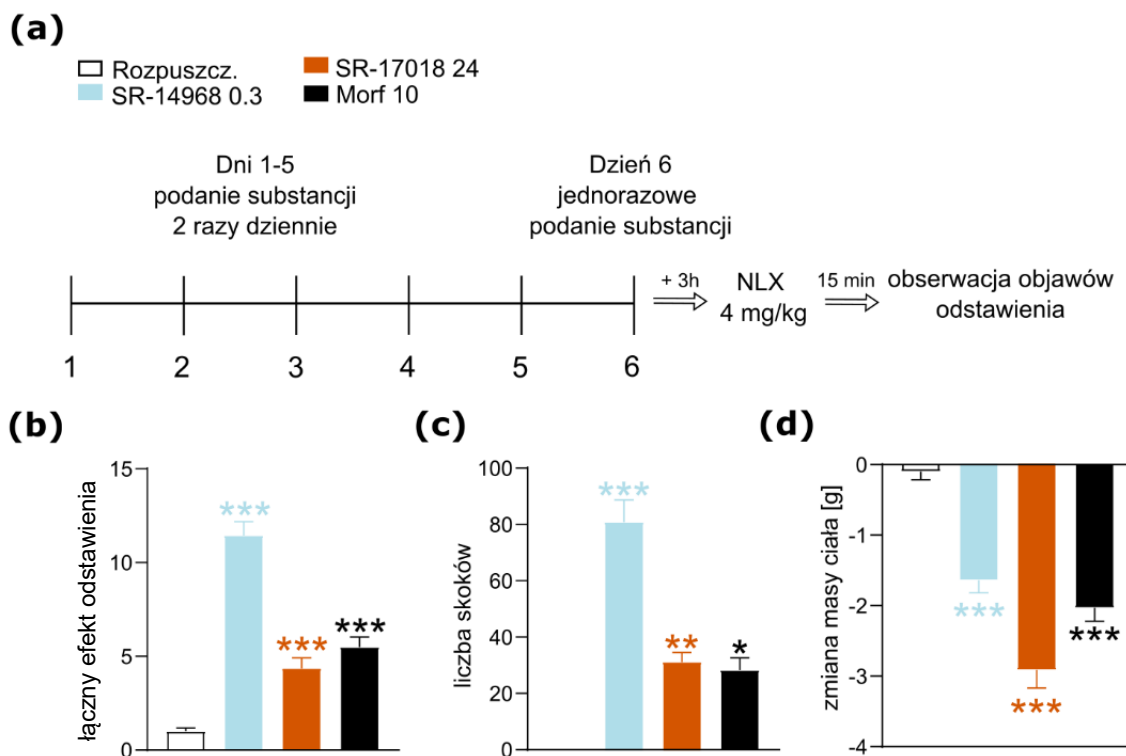 (a)
Rozpuszcz.
SR-17018 24
SR-14968 0.3
Morf 10
Dni 1-5
podanie substancji
2 razy dziennie
Dzień 6
jednorazowe
podanie substancji
+ 3h
NLX
4 mg/kg
15 min
obserwacja objawów
odstawienia
1 2 3 4 5 6
(b)
łączny efekt odstawienia
15
10
5
0
***
***
***
(c)
liczba skoków
100
80
60
40
20
0
***
**
*
(d)
zmiana masy ciała [g]
0
-1
-2
-3
-4
***
***
***